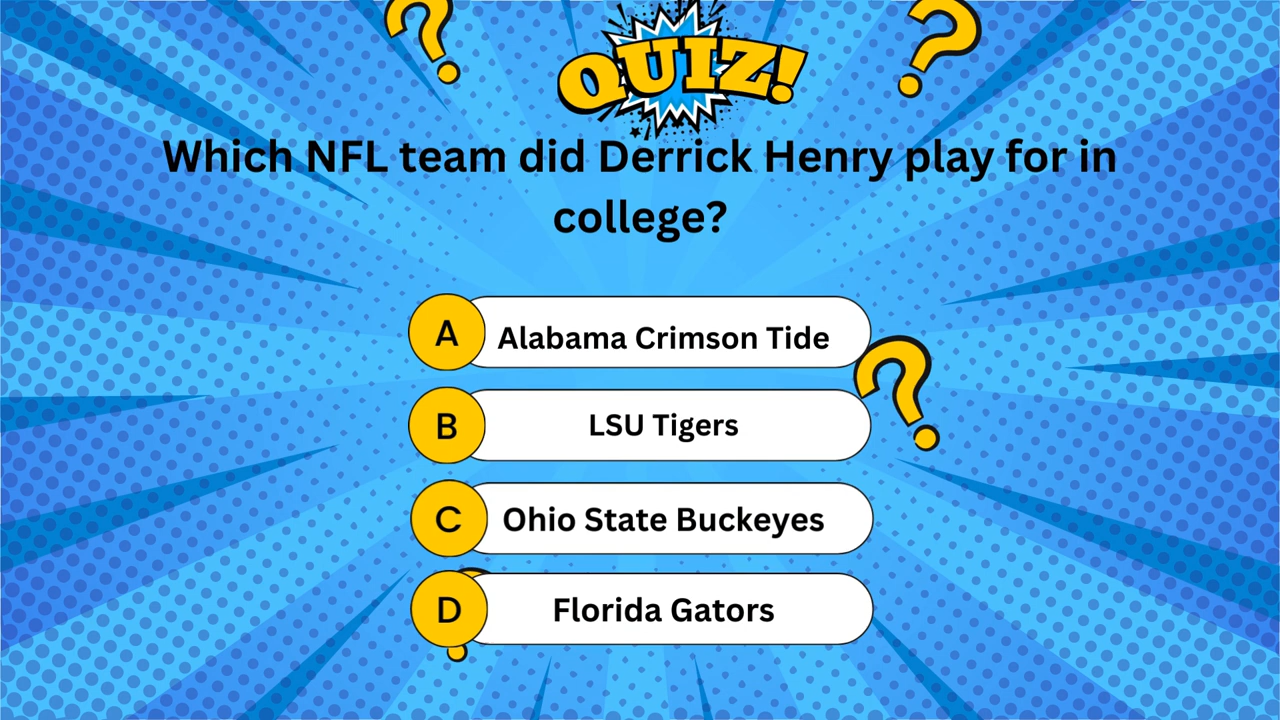 QUIZ!
Which NFL team did Derrick Henry play for in
college?
A Alabama Crimson Tide
B LSU Tigers
C Ohio State Buckeyes
D Florida Gators